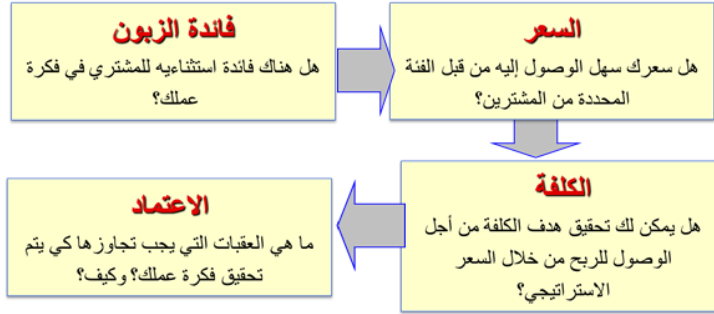 فائدة الزبون
هل هناك فائدة استثناءيه للمشتري في فكرة
عملك؟
السعر
هل سعرك سهل الوصول إليه من قبل الفئة
المحددة من المشترين؟
الكلفة
هل يمكن لك تحقيق هدف الكلفة من أجل
الوصول للربح من خلال السعر
الاستراتيجي؟
الاعتماد
ما هي العقبات التي يجب تجاوزها كي يتم
تحقيق فكرة عملك؟ وكيف؟